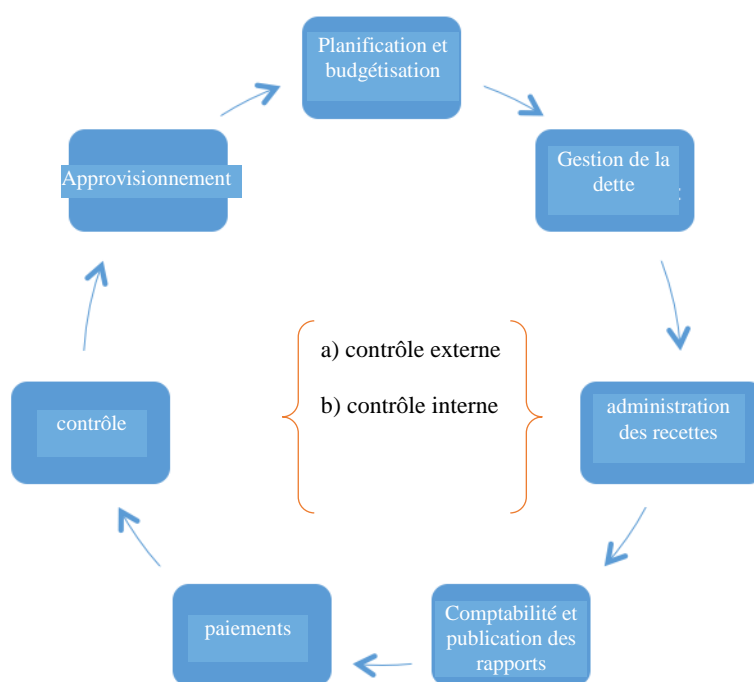 Planification et
budgétisation
Gestion de la
dette
administration
des recettes
Comptabilité et
publication des
rapports
paiements
contrôle
Approvisionnement
a) contrôle externe
b) contrôle interne